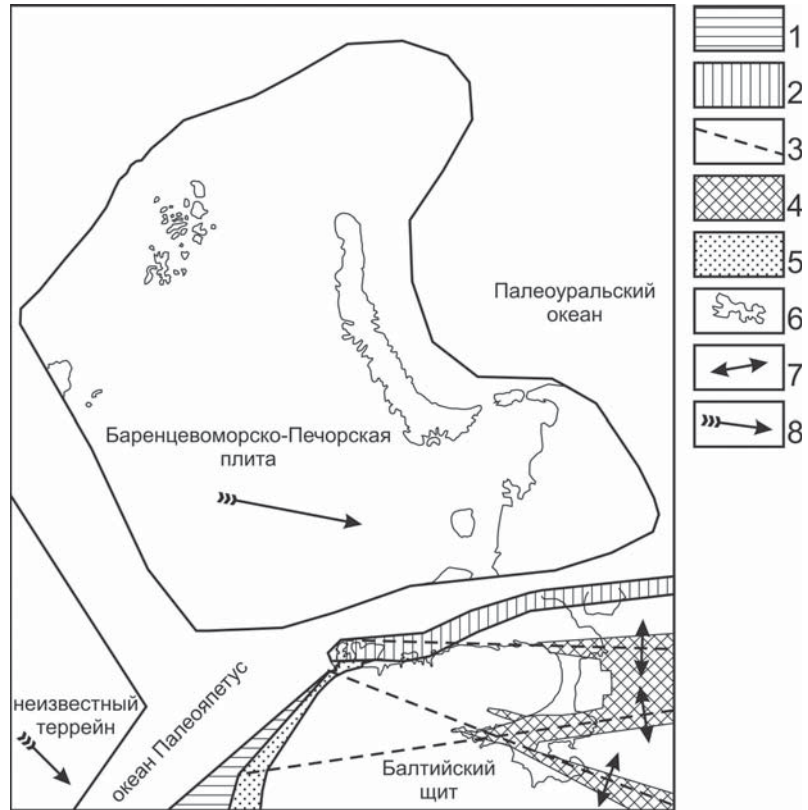 Палеоуральский
океан
Баренцевоморско-Печорская
плита
неизвестный
террейн
океан Палеояпетус
Балтийский
щит
1
2
3
4
5
6
7
8